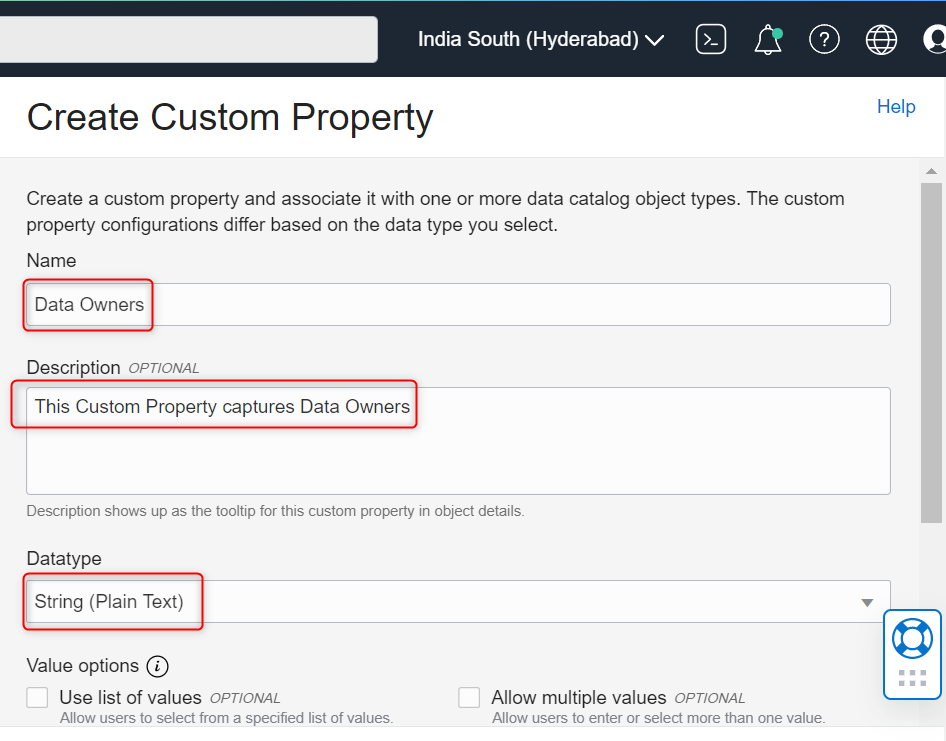 India South (Hyderabad)
Create Custom Property
Help
Create a custom property and associate it with one or more data catalog object types. The custom
property configurations differ based on the data type you select.
Name
Data Owners
Description OPTIONAL
This Custom Property captures Data Owners
Description shows up as the tooltip for this custom property in object details.
Datatype
String (Plain Text)
Value options i
Use list of values OPTIONAL
Allow users to select from a specified list of values.
Allow multiple values OPTIONAL
Allow users to enter or select more than one value.